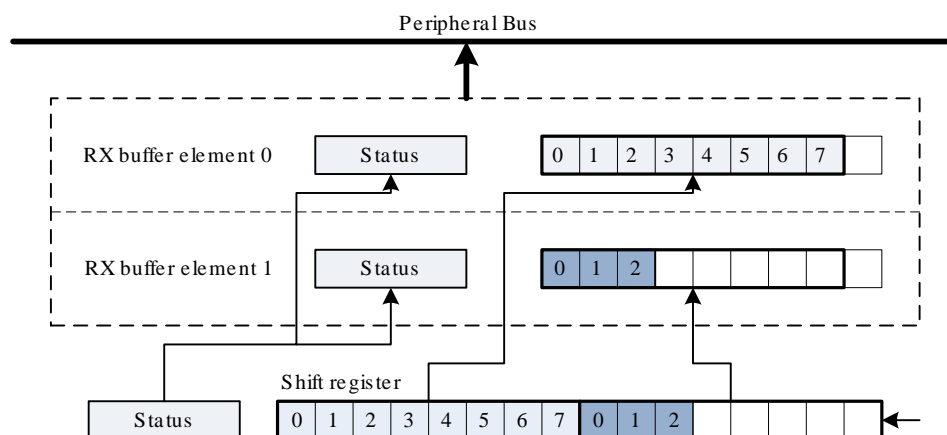 Peripheral Bus
RX buffer element 0 Status 0 1 2 3 4 5 6 7
RX buffer element 1 Status 0 1 2
Shift register
Status 0 1 2 3 4 5 6 7 0 1 2